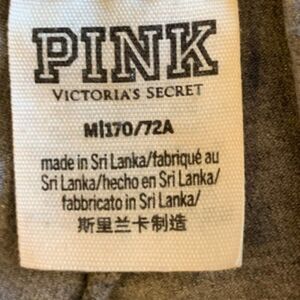 PINK
VICTORIA'S SECRET
M|170/72A
made in Sri Lanka/fabriqué au
Sri Lanka/hecho en Sri Lanka/
fabbricato in Sri Lanka/
斯里兰卡制造